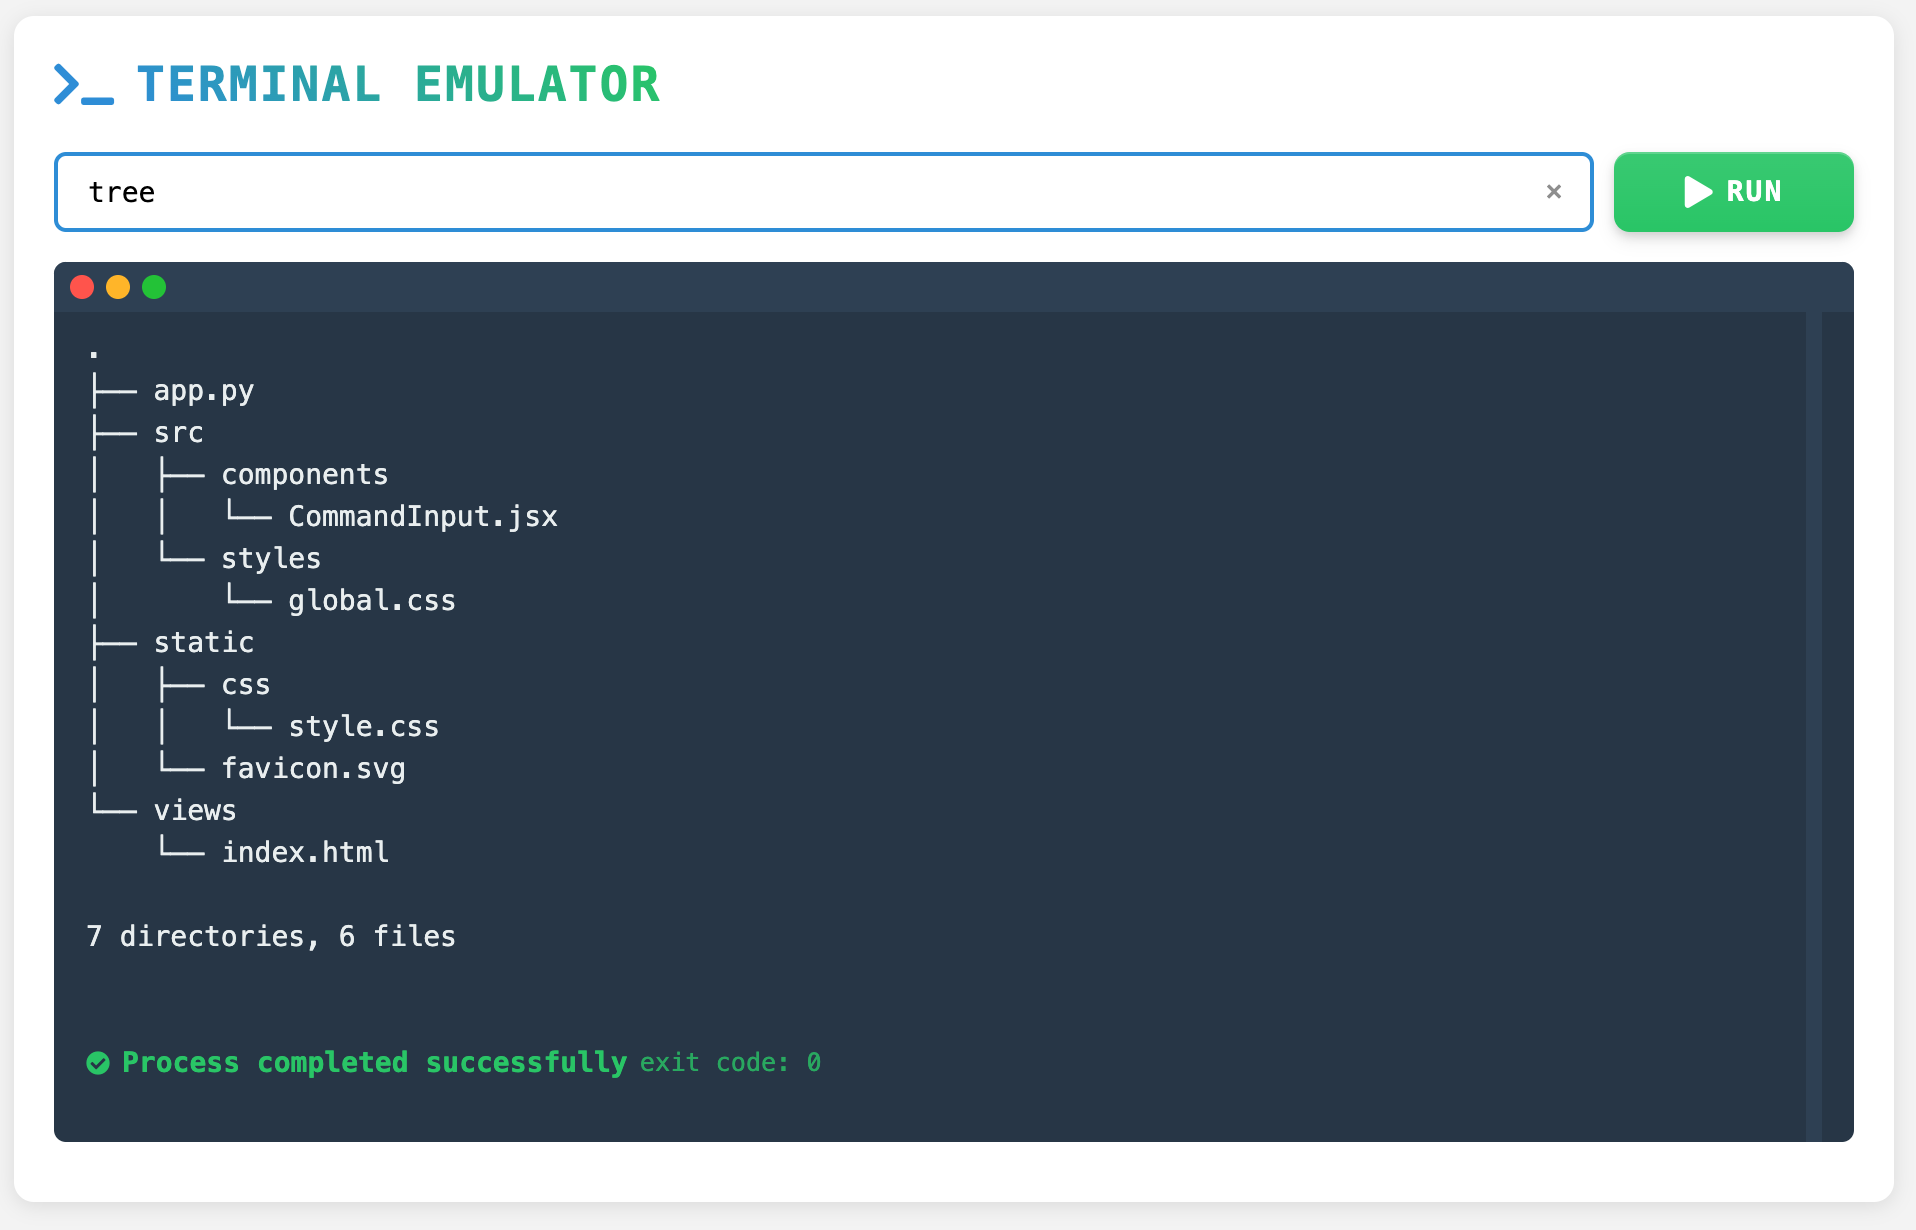 TERMINAL EMULATOR
tree
RUN
.
├── app.py
├── src
│   ├── components
│   │   └── CommandInput.jsx
│   └── styles
│       └── global.css
├── static
│   ├── css
│   │   └── style.css
│   └── favicon.svg
└── views
    └── index.html
7 directories, 6 files
Process completed successfully exit code: 0